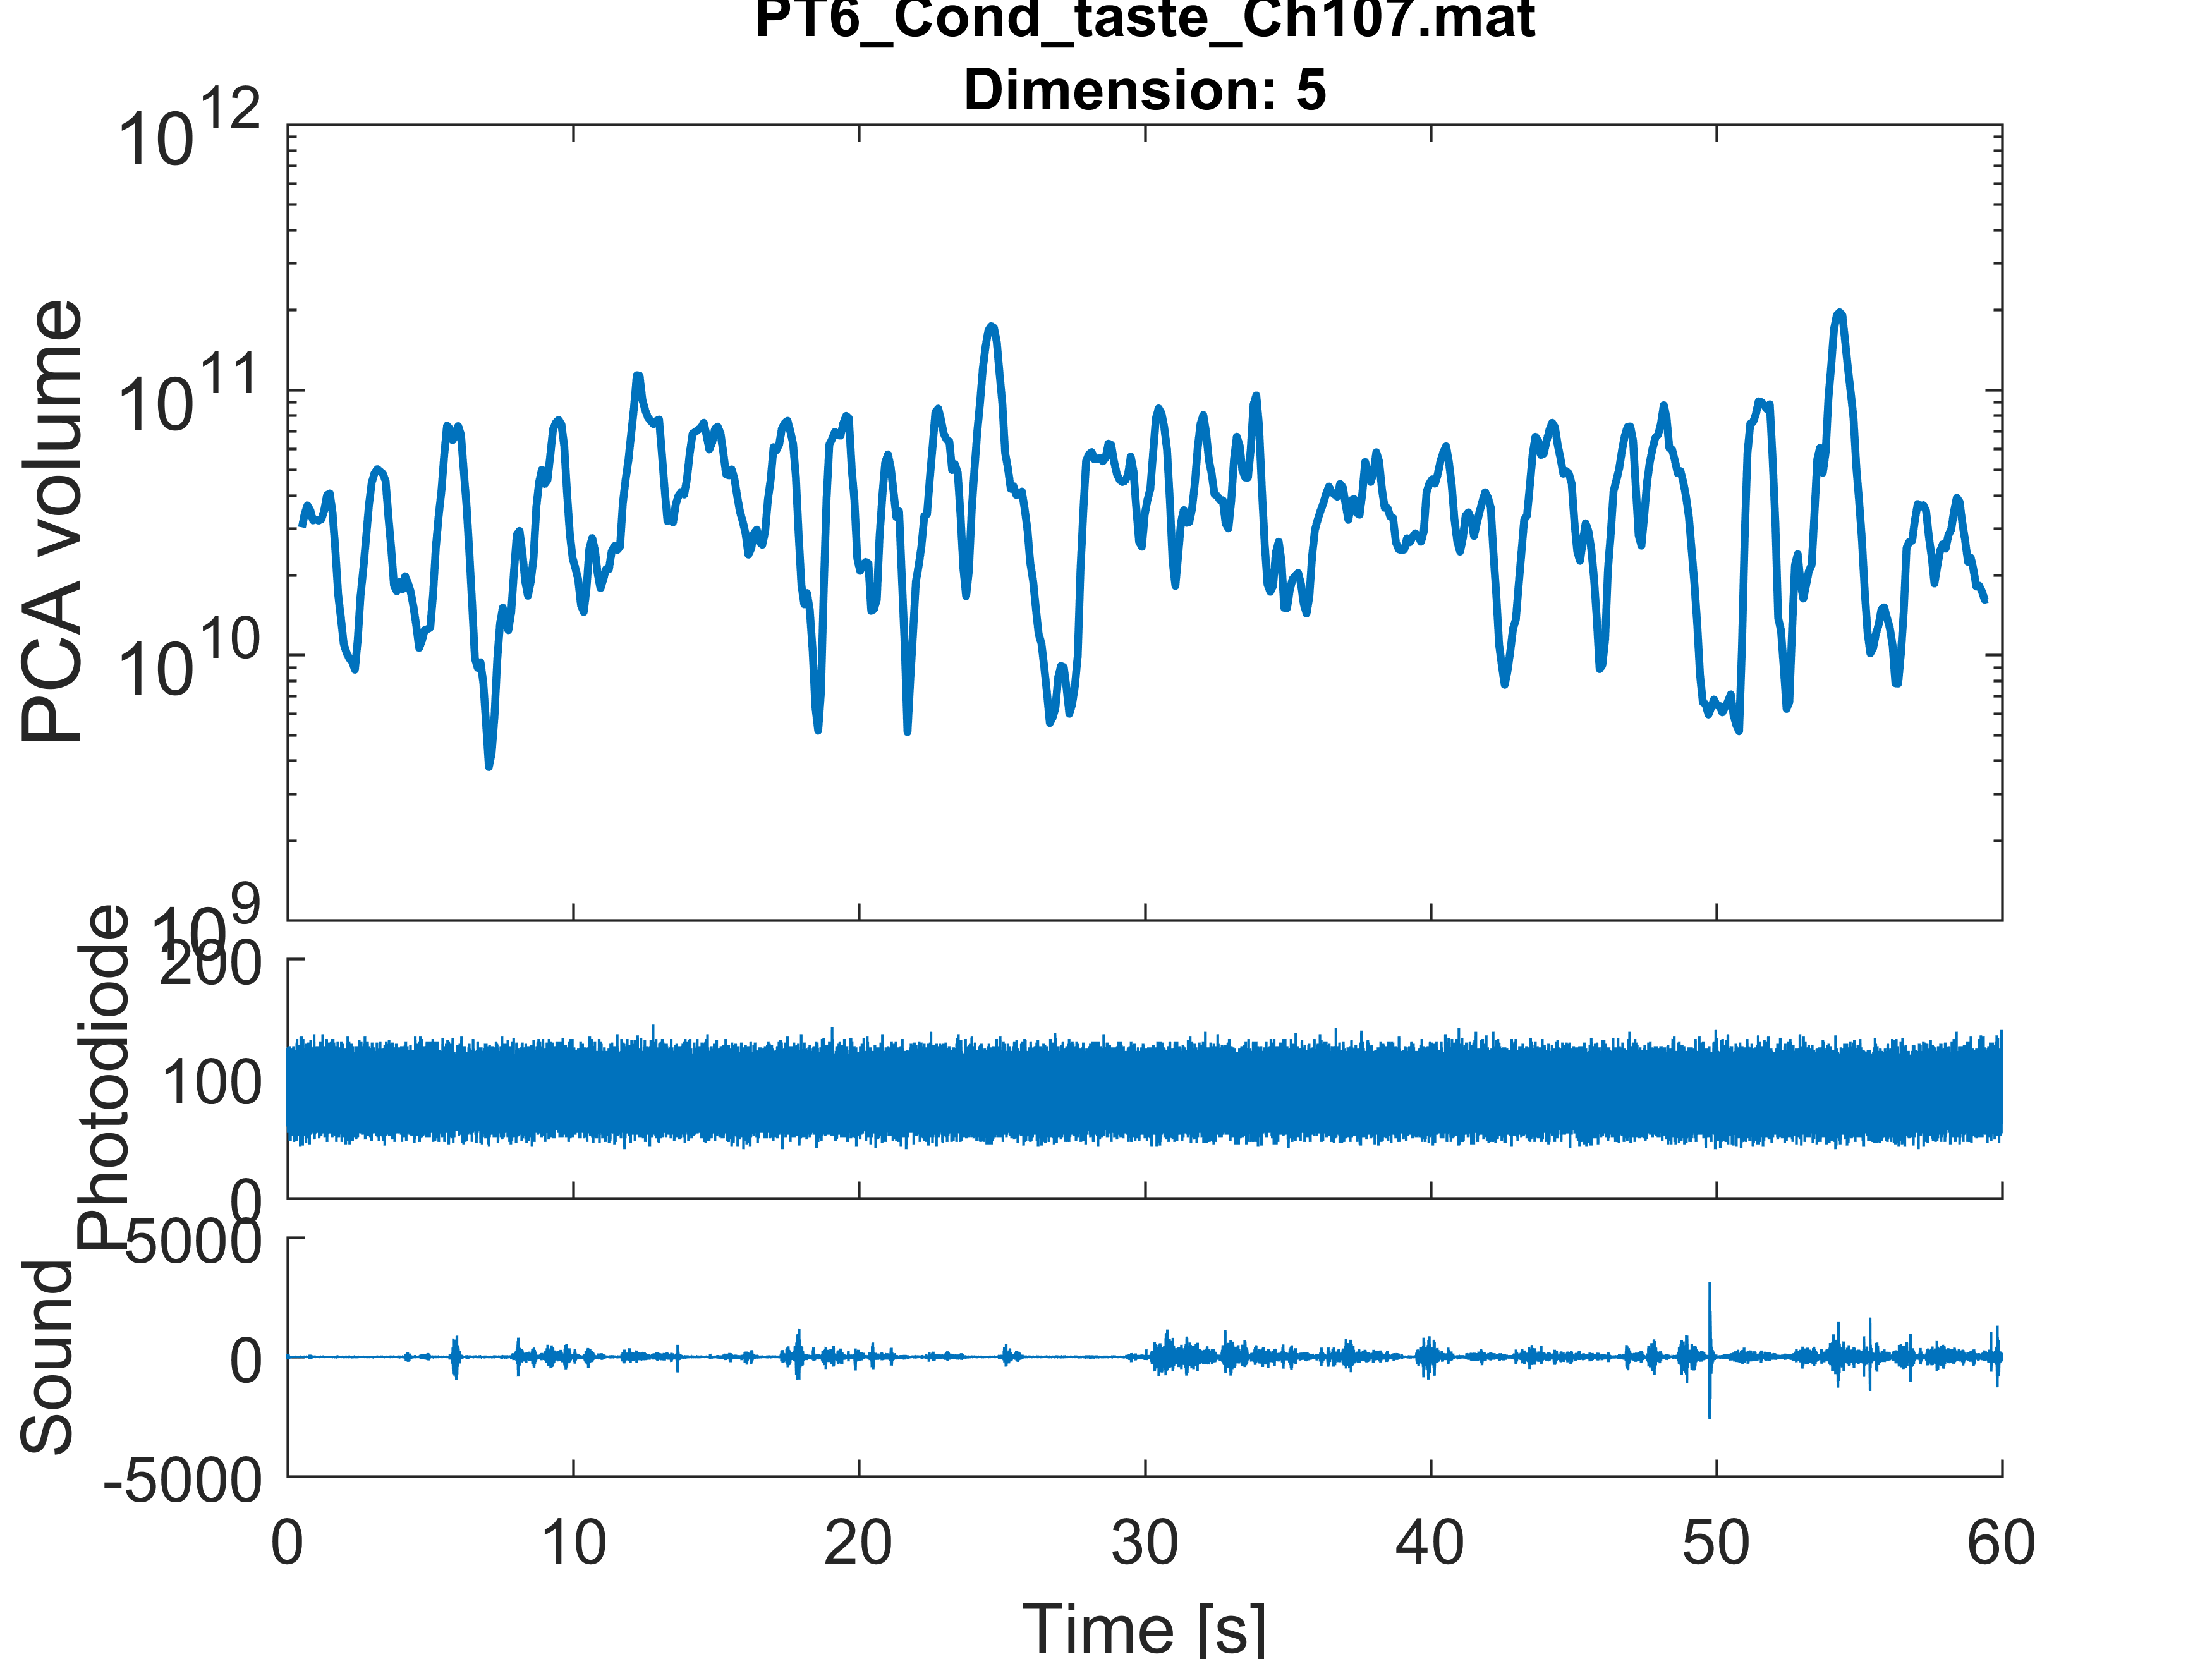 PT6_Cond_taste_Ch107.mat
Dimension: 5
PCA volume
10^12
10^11
10^10
10^9
Photodiode
200
100
0
Sound
5000
0
-5000
0 10 20 30 40 50 60
Time [s]